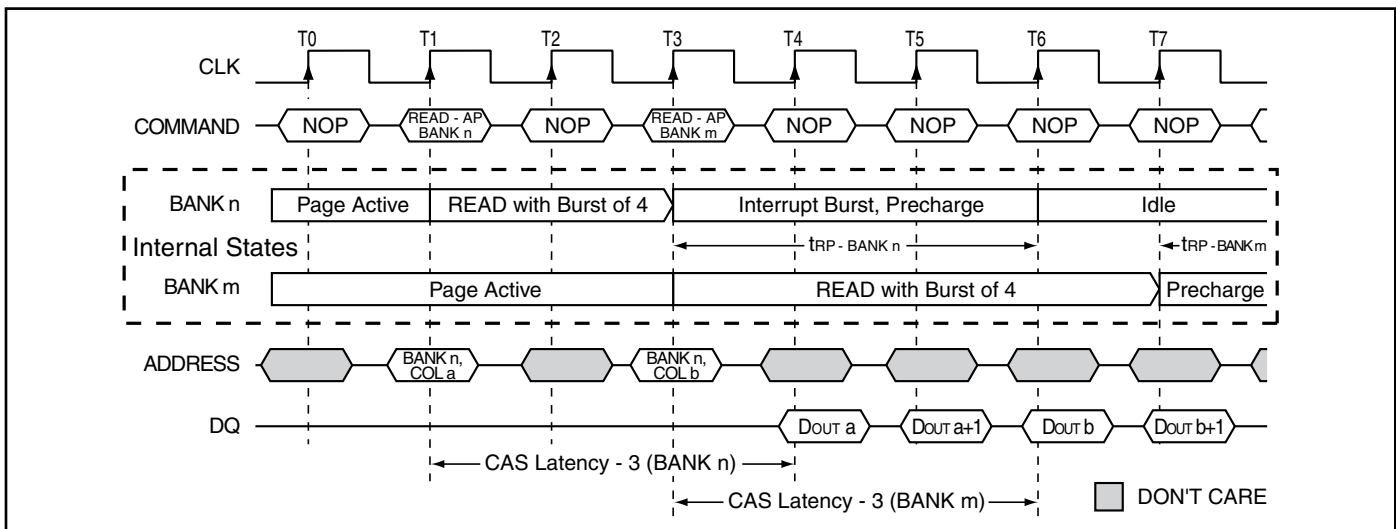 T0 T1 T2 T3 T4 T5 T6 T7
CLK
COMMAND NOP READ - AP BANK n NOP READ - AP BANK m NOP NOP NOP NOP
BANK n Page Active READ with Burst of 4 Interrupt Burst, Precharge Idle
Internal States tRP - BANK n tRP - BANK m
BANK m Page Active READ with Burst of 4 Precharge
ADDRESS BANK n, COL a BANK n, COL b
DQ DOUT a DOUT a+1 DOUT b DOUT b+1
CAS Latency - 3 (BANK n)
CAS Latency - 3 (BANK m) DON'T CARE